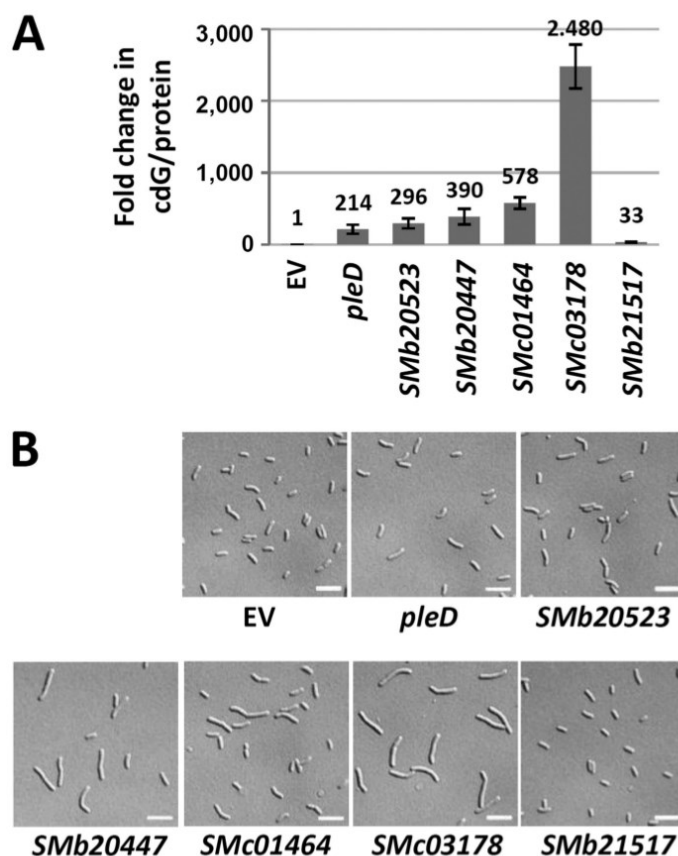 A
Fold change in
cdG/protein
3,000
2,000
1,000
0
1
214
296
390
578
2.480
33
EV
pleD
SMb20523
SMb20447
SMc01464
SMc03178
SMb21517
B
EV
pleD
SMb20523
SMb20447
SMc01464
SMc03178
SMb21517